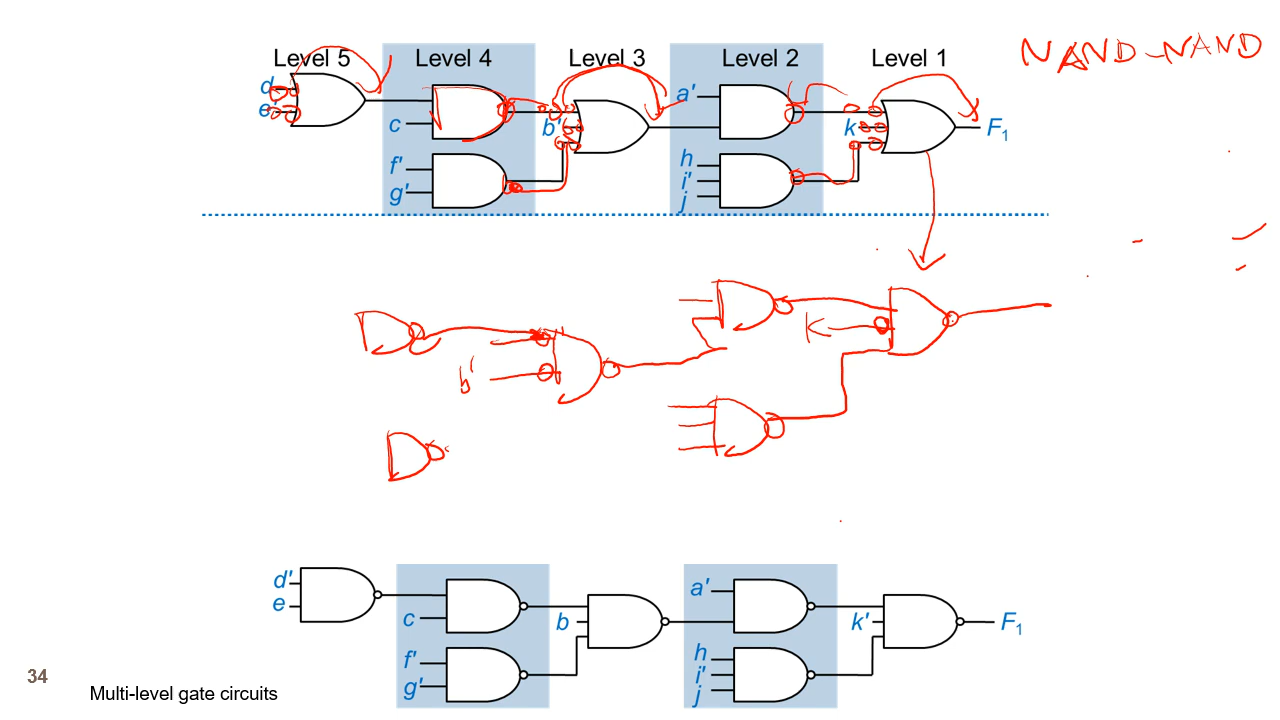 NAND-NAND
Level 5 Level 4 Level 3 Level 2 Level 1
d
e'
c
f'
g'
b'
a'
h
i'
j
k
F1
K
b'
d'
e
c
f'
g'
b
a'
h
i'
j
k'
F1
34
Multi-level gate circuits